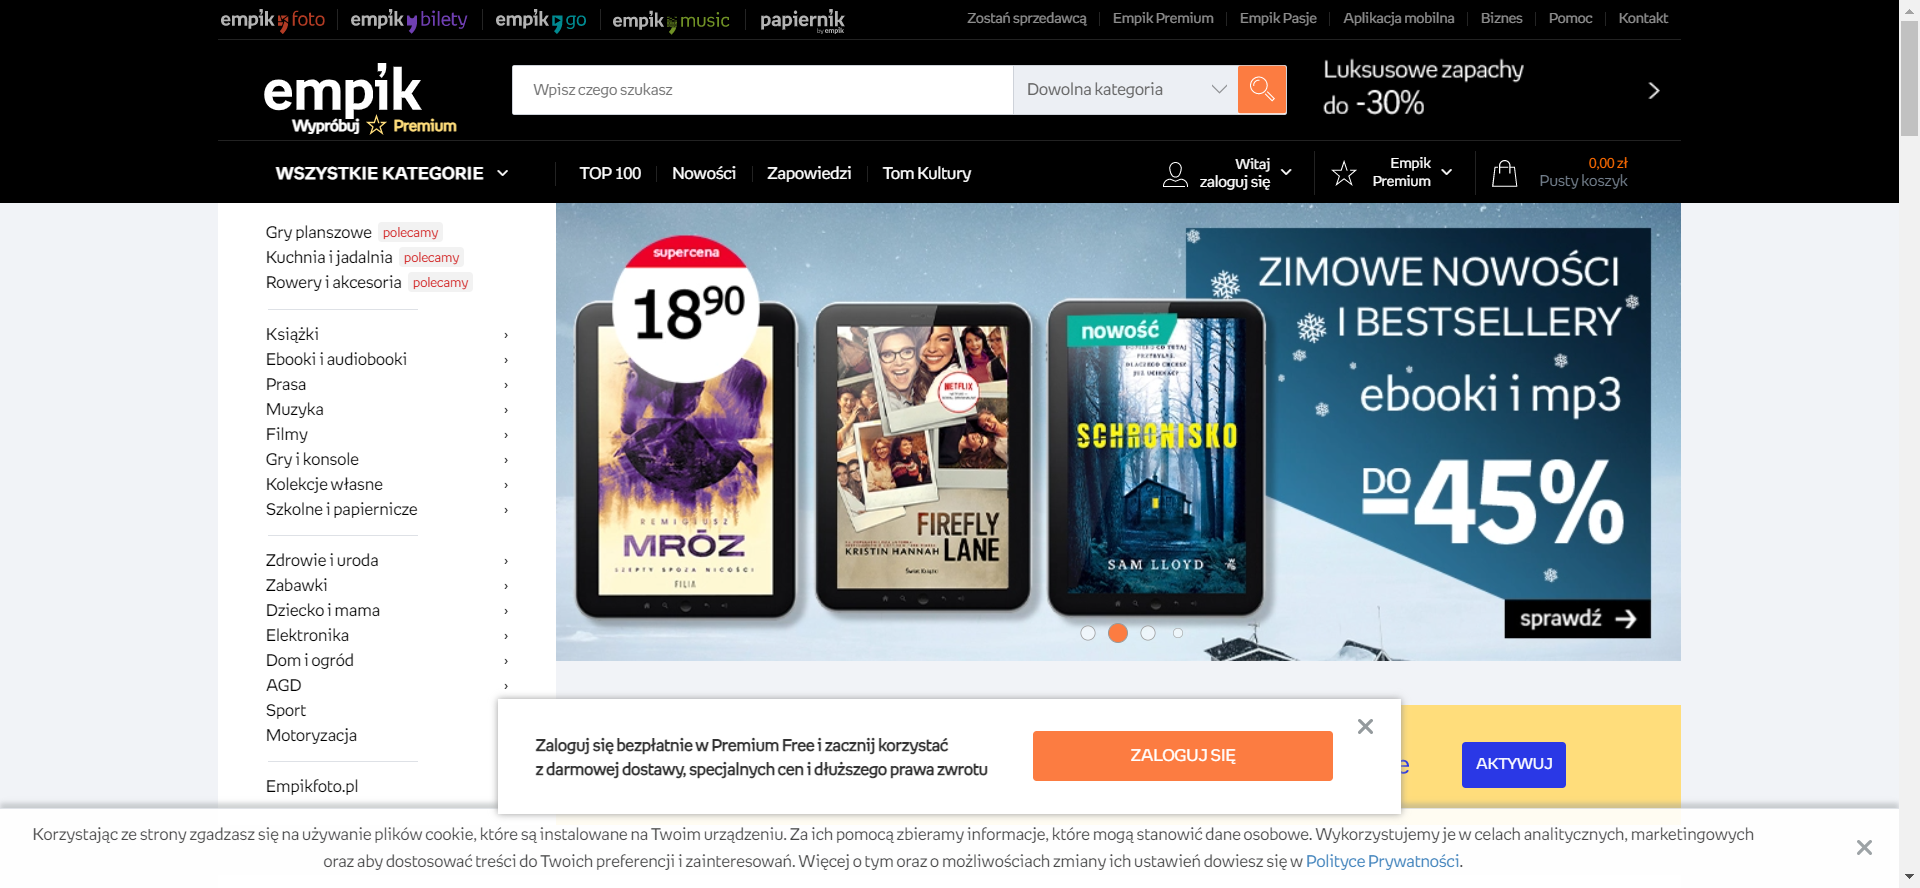 empik foto
empik bilety
empik go
empik music
papiernik
by empik
Zostań sprzedawcą
Empik Premium
Empik Pasje
Aplikacja mobilna
Biznes
Pomoc
Kontakt
empik
Wypróbuj Premium
Wpisz czego szukasz
Dowolna kategoria
Luksusowe zapachy
do -30%
WSZYSTKIE KATEGORIE
TOP 100
Nowości
Zapowiedzi
Tom Kultury
Witaj
zaloguj się
Empik
Premium
0,00 zł
Pusty koszyk
Gry planszowe polecamy
Kuchnia i jadalnia polecamy
Rowery i akcesoria polecamy
Książki
Ebooki i audiobooki
Prasa
Muzyka
Filmy
Gry i konsole
Kolekcje własne
Szkolne i papiernicze
Zdrowie i uroda
Zabawki
Dziecko i mama
Elektronika
Dom i ogród
AGD
Sport
Motoryzacja
Empikfoto.pl
supercena
18 90
REMIGIUSZ
MRÓZ
SZEPTY SPOZA NICOŚCI
FILIA
NETFLIX
FIREFLY
LANE
KRISTIN HANNAH
Świat Książki
nowość
SCHRONISKO
SAM LLOYD
ZIMOWE NOWOŚCI
I BESTSELLERY
ebooki i mp3
DO
-45%
sprawdź
Zaloguj się bezpłatnie w Premium Free i zacznij korzystać
z darmowej dostawy, specjalnych cen i dłuższego prawa zwrotu
ZALOGUJ SIĘ
e
AKTYWUJ
Korzystając ze strony zgadzasz się na używanie plików cookie, które są instalowane na Twoim urządzeniu. Za ich pomocą zbieramy informacje, które mogą stanowić dane osobowe. Wykorzystujemy je w celach analitycznych, marketingowych
oraz aby dostosować treści do Twoich preferencji i zainteresowań. Więcej o tym oraz o możliwościach zmiany ich ustawień dowiesz się w Polityce Prywatności.